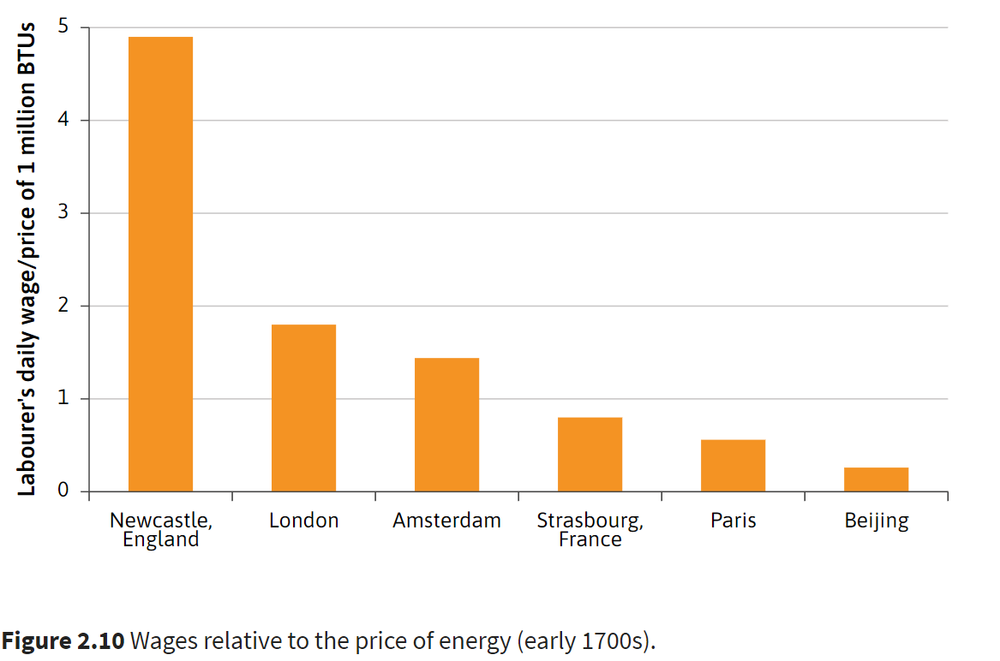 Labourer's daily wage/price of 1 million BTUs
5
4
3
2
1
0
Newcastle,
England
London
Amsterdam
Strasbourg,
France
Paris
Beijing
Figure 2.10 Wages relative to the price of energy (early 1700s).